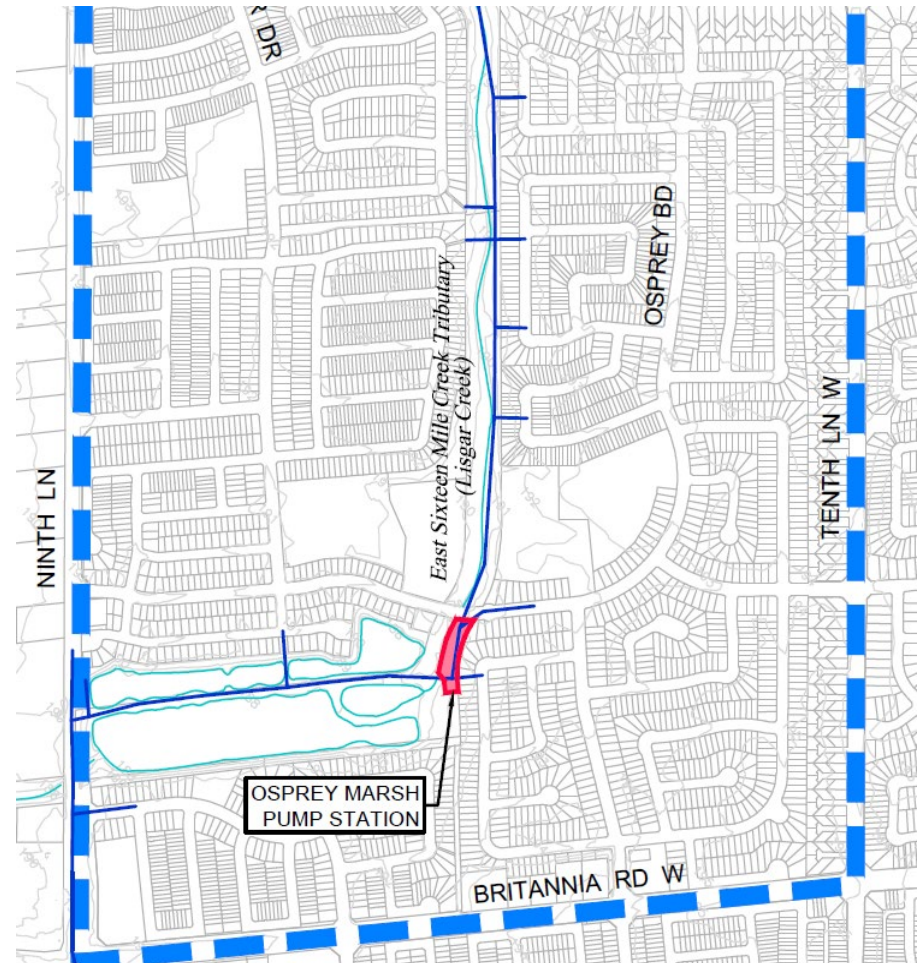 R DR
OSPREY BD
East Sixteen Mile Creek Tributary
(Lisgar Creek)
NINTH LN
TENTH LN W
OSPREY MARSH
PUMP STATION
BRITANNIA RD W